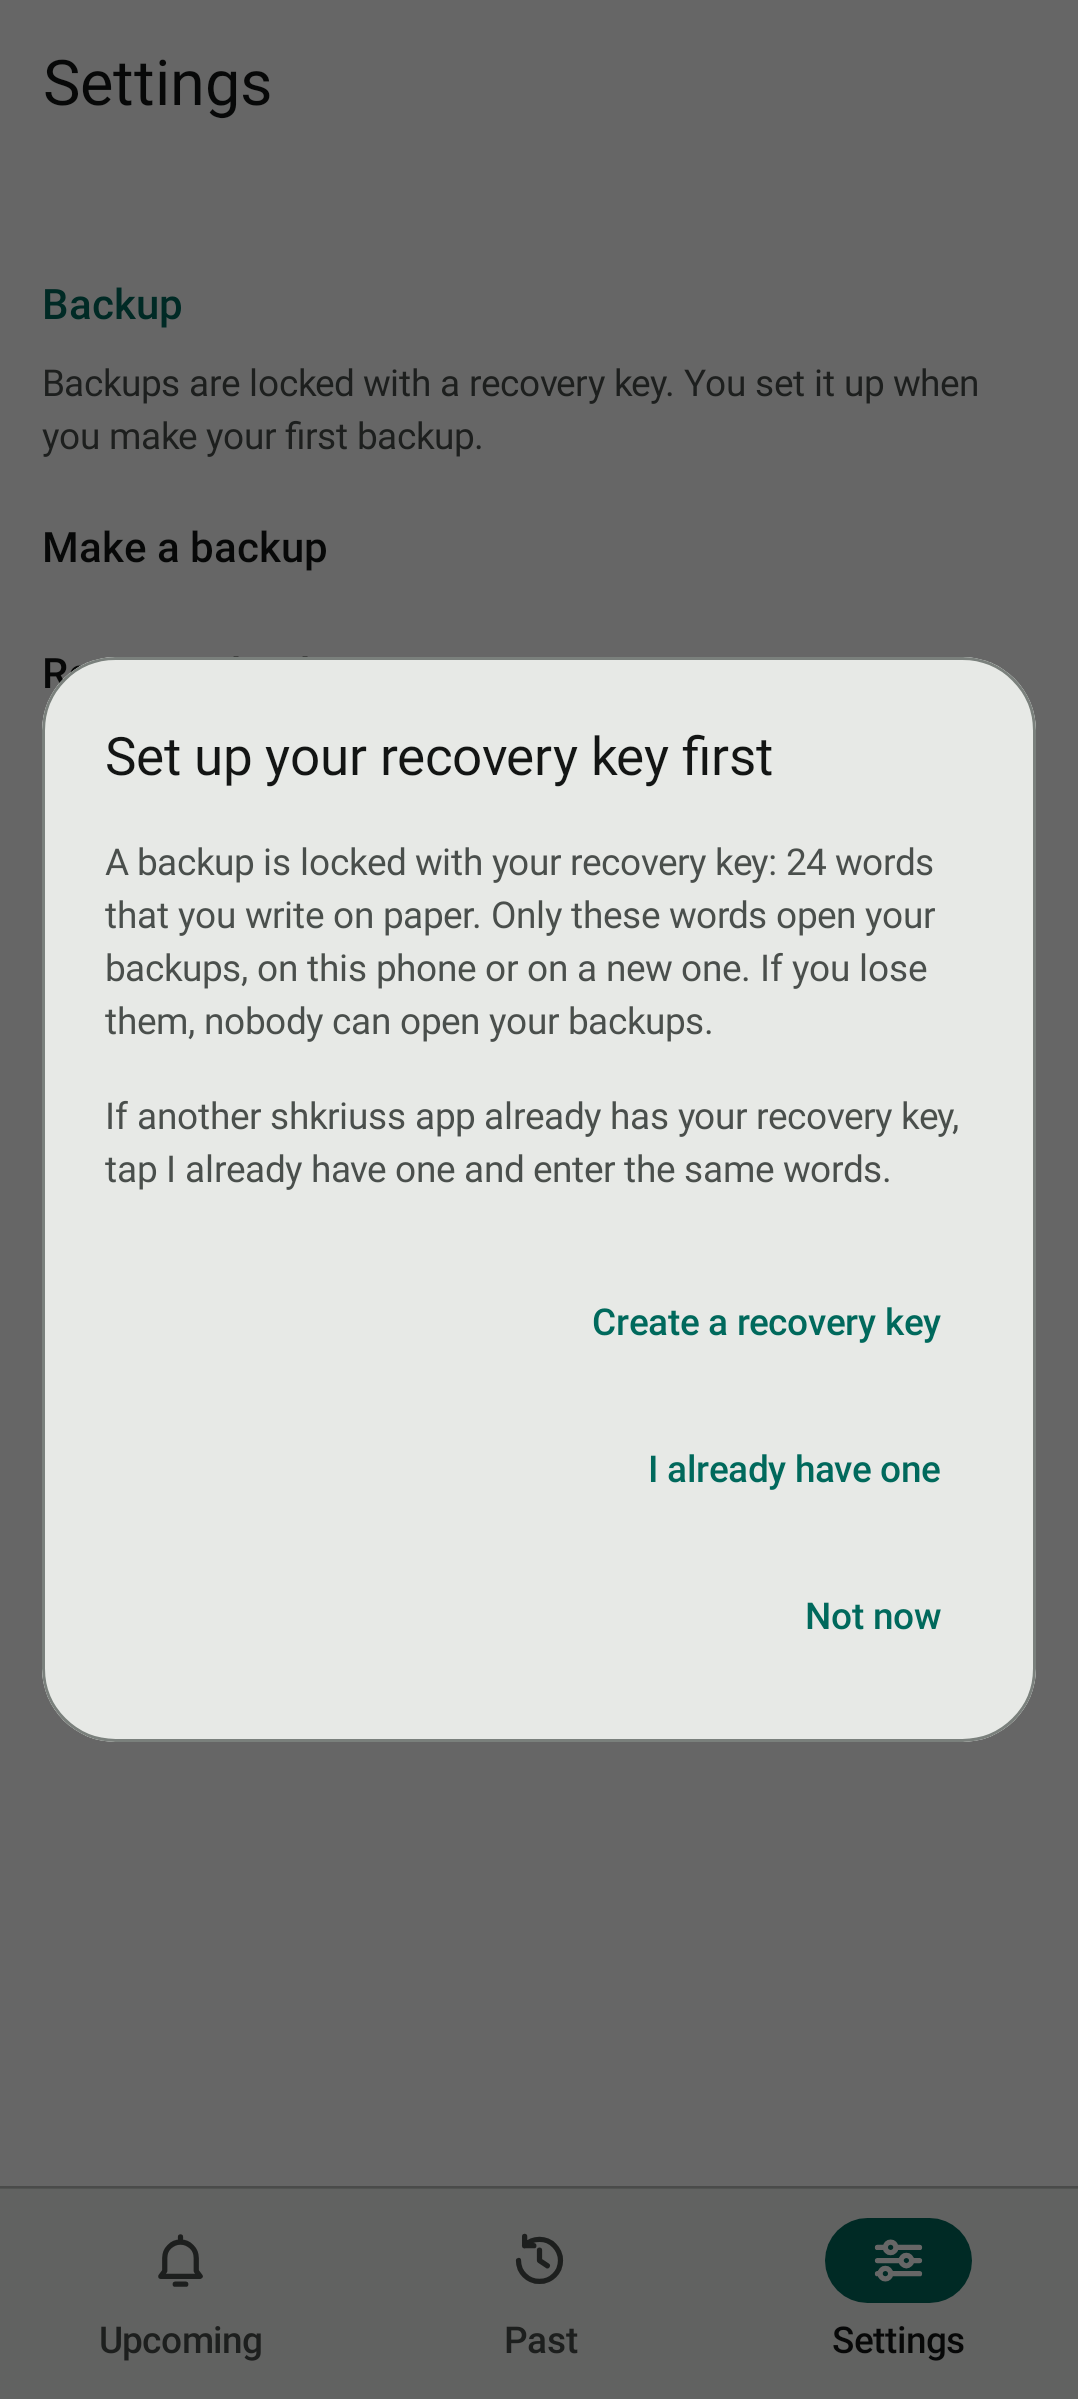 Settings
Backup
Backups are locked with a recovery key. You set it up when
you make your first backup.
Make a backup
Set up your recovery key first
A backup is locked with your recovery key: 24 words
that you write on paper. Only these words open your
backups, on this phone or on a new one. If you lose
them, nobody can open your backups.
If another shkriuss app already has your recovery key,
tap I already have one and enter the same words.
Create a recovery key
I already have one
Not now
Upcoming
Past
Settings